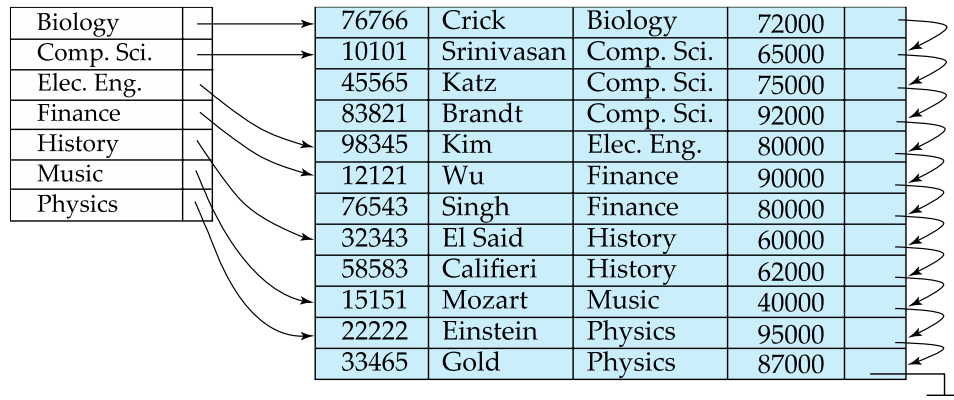 Biology
Comp. Sci.
Elec. Eng.
Finance
History
Music
Physics
76766 Crick Biology 72000
10101 Srinivasan Comp. Sci. 65000
45565 Katz Comp. Sci. 75000
83821 Brandt Comp. Sci. 92000
98345 Kim Elec. Eng. 80000
12121 Wu Finance 90000
76543 Singh Finance 80000
32343 El Said History 60000
58583 Califieri History 62000
15151 Mozart Music 40000
22222 Einstein Physics 95000
33465 Gold Physics 87000